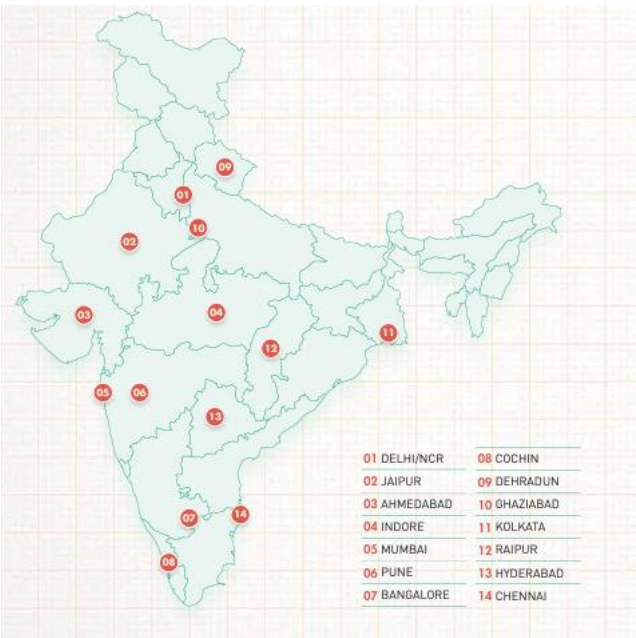 09
01
10
02
04
03
11
12
05
06
13
14
07
08
01 DELHI/NCR
02 JAIPUR
03 AHMEDABAD
04 INDORE
05 MUMBAI
06 PUNE
07 BANGALORE
08 COCHIN
09 DEHRADUN
10 GHAZIABAD
11 KOLKATA
12 RAIPUR
13 HYDERABAD
14 CHENNAI